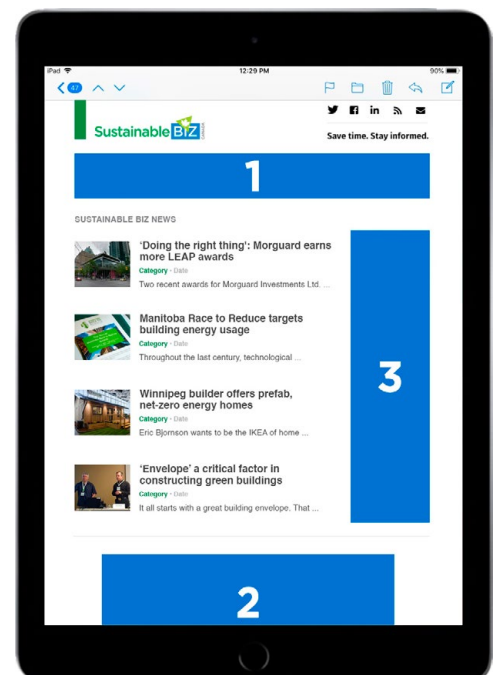 iPad
12:29 PM
90%
47
SustainableBIZ
CANADA
Save time. Stay informed.
1
SUSTAINABLE BIZ NEWS
'Doing the right thing': Morguard earns
more LEAP awards
Category • Date
Two recent awards for Morguard Investments Ltd. ...
Manitoba Race to Reduce targets
building energy usage
Category • Date
Throughout the last century, technological ...
Winnipeg builder offers prefab,
net-zero energy homes
Category • Date
Eric Bjornson wants to be the IKEA of home ...
'Envelope' a critical factor in
constructing green buildings
Category • Date
It all starts with a great building envelope. That ...
3
2